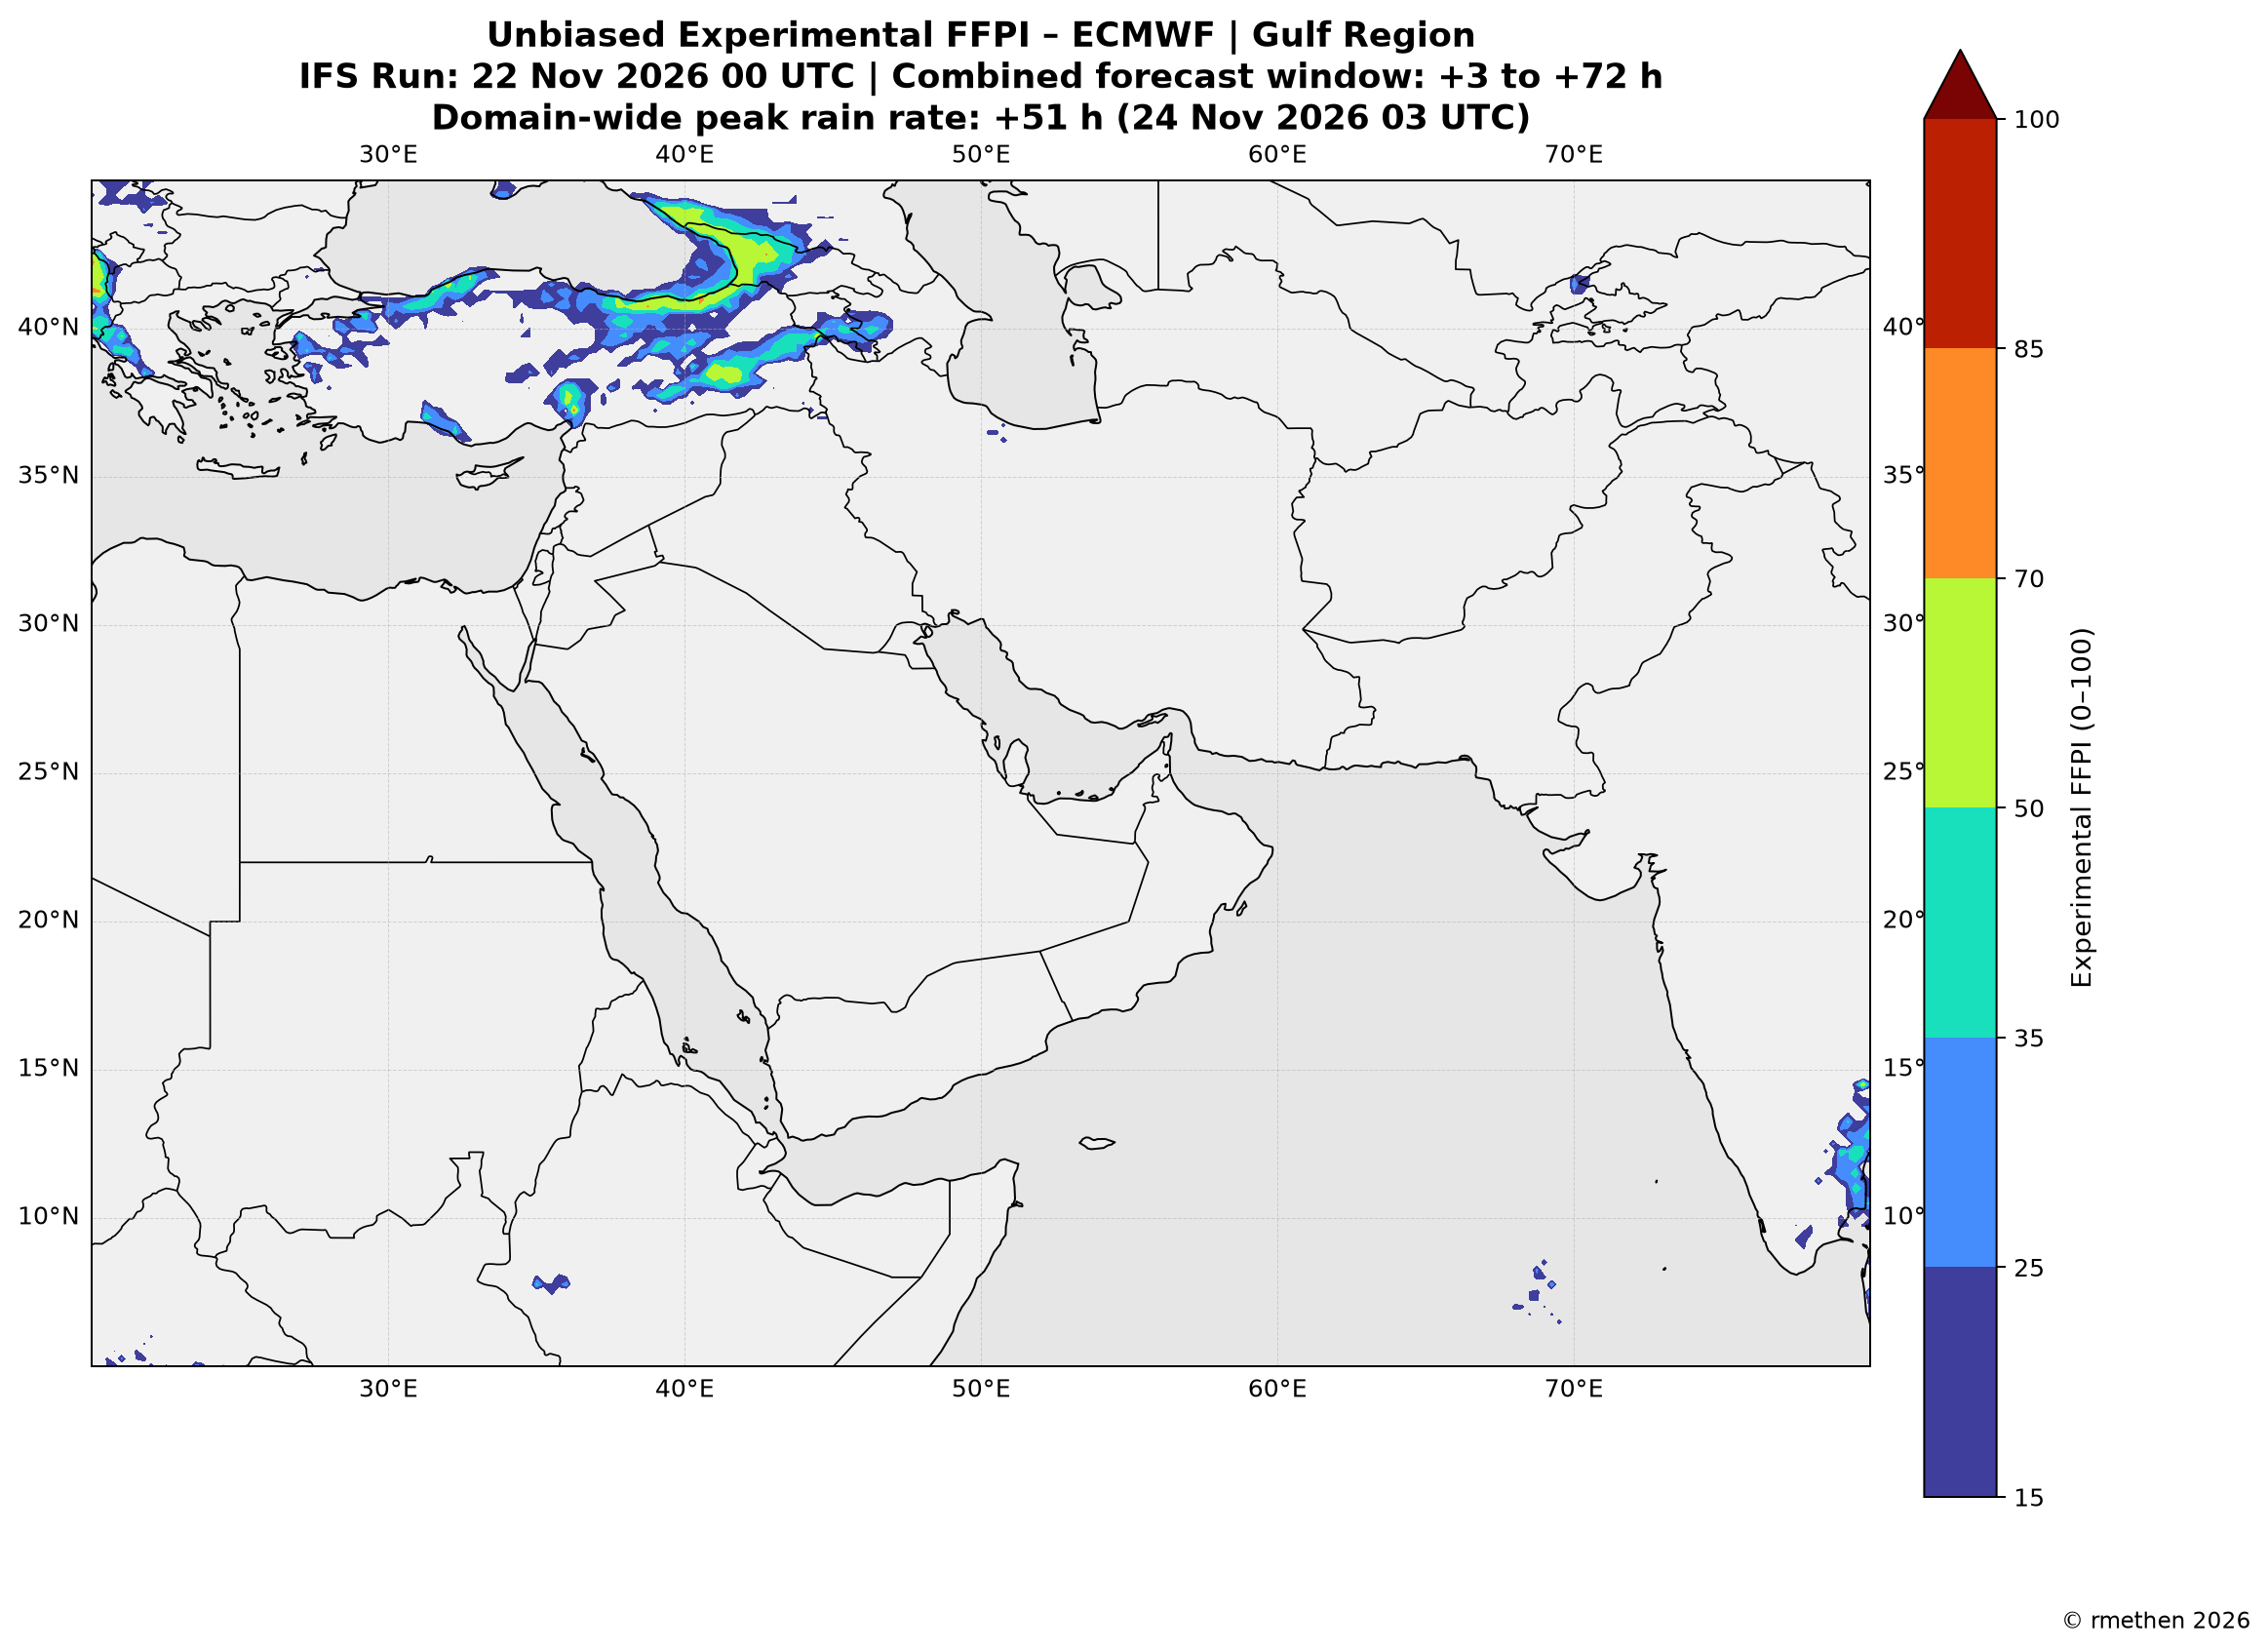 Unbiased Experimental FFPI – ECMWF | Gulf Region
IFS Run: 22 Nov 2026 00 UTC | Combined forecast window: +3 to +72 h
Domain-wide peak rain rate: +51 h (24 Nov 2026 03 UTC)
30°E 40°E 50°E 60°E 70°E
100
40°N 40°
85
35°N 35°
70
30°N 30°
25°N 25°
50
20°N 20°
35
15°N 15°
10°N 10°
25
15
Experimental FFPI (0–100)
30°E 40°E 50°E 60°E 70°E
© rmethen 2026